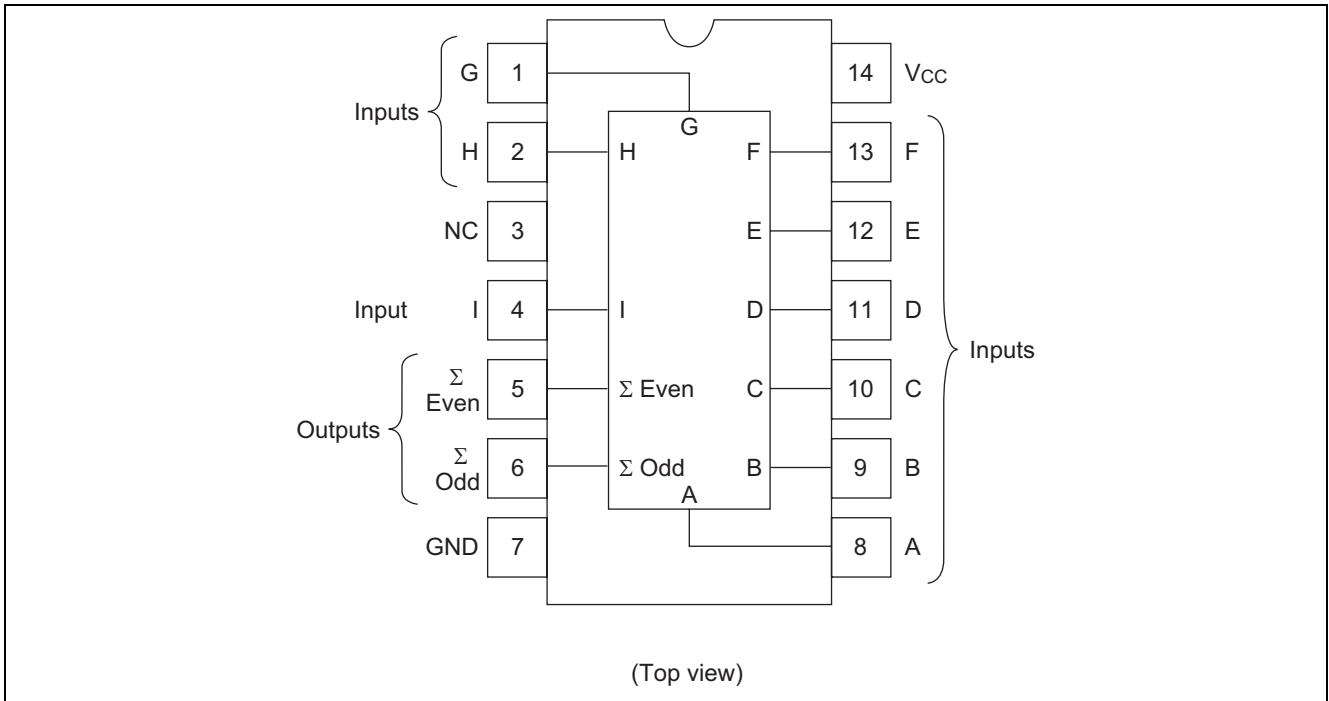 G 1 14 VCC
Inputs
G
H 2 H F 13 F
NC 3 E 12 E
Input I 4 I D 11 D
Inputs
Σ
Even 5 Σ Even C 10 C
Outputs
Σ
Odd 6 Σ Odd B 9 B
A
GND 7 8 A
(Top view)